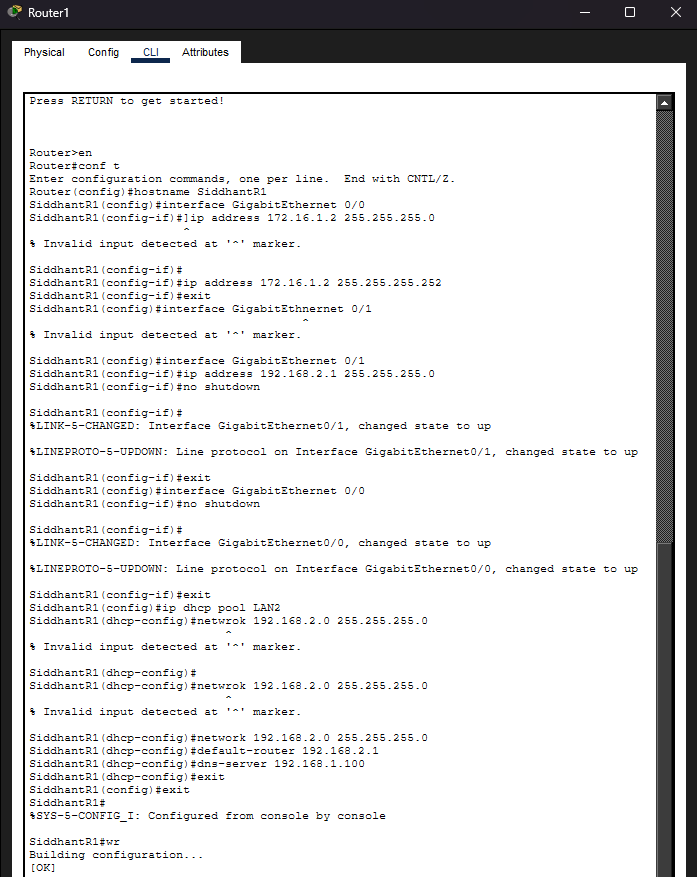 Router1
Physical Config CLI Attributes
Press RETURN to get started!
Router>en
Router#conf t
Enter configuration commands, one per line.  End with CNTL/Z.
Router(config)#hostname SiddhantR1
SiddhantR1(config)#interface GigabitEthernet 0/0
SiddhantR1(config-if)#]ip address 172.16.1.2 255.255.255.0
^
% Invalid input detected at '^' marker.
SiddhantR1(config-if)#
SiddhantR1(config-if)#ip address 172.16.1.2 255.255.255.252
SiddhantR1(config-if)#exit
SiddhantR1(config)#interface GigabitEthnernet 0/1
^
% Invalid input detected at '^' marker.
SiddhantR1(config)#interface GigabitEthernet 0/1
SiddhantR1(config-if)#ip address 192.168.2.1 255.255.255.0
SiddhantR1(config-if)#no shutdown
SiddhantR1(config-if)#
%LINK-5-CHANGED: Interface GigabitEthernet0/1, changed state to up
%LINEPROTO-5-UPDOWN: Line protocol on Interface GigabitEthernet0/1, changed state to up
SiddhantR1(config-if)#exit
SiddhantR1(config)#interface GigabitEthernet 0/0
SiddhantR1(config-if)#no shutdown
SiddhantR1(config-if)#
%LINK-5-CHANGED: Interface GigabitEthernet0/0, changed state to up
%LINEPROTO-5-UPDOWN: Line protocol on Interface GigabitEthernet0/0, changed state to up
SiddhantR1(config-if)#exit
SiddhantR1(config)#ip dhcp pool LAN2
SiddhantR1(dhcp-config)#netwrok 192.168.2.0 255.255.255.0
^
% Invalid input detected at '^' marker.
SiddhantR1(dhcp-config)#
SiddhantR1(dhcp-config)#netwrok 192.168.2.0 255.255.255.0
^
% Invalid input detected at '^' marker.
SiddhantR1(dhcp-config)#network 192.168.2.0 255.255.255.0
SiddhantR1(dhcp-config)#default-router 192.168.2.1
SiddhantR1(dhcp-config)#dns-server 192.168.1.100
SiddhantR1(dhcp-config)#exit
SiddhantR1(config)#exit
SiddhantR1#
%SYS-5-CONFIG_I: Configured from console by console
SiddhantR1#wr
Building configuration...
[OK]